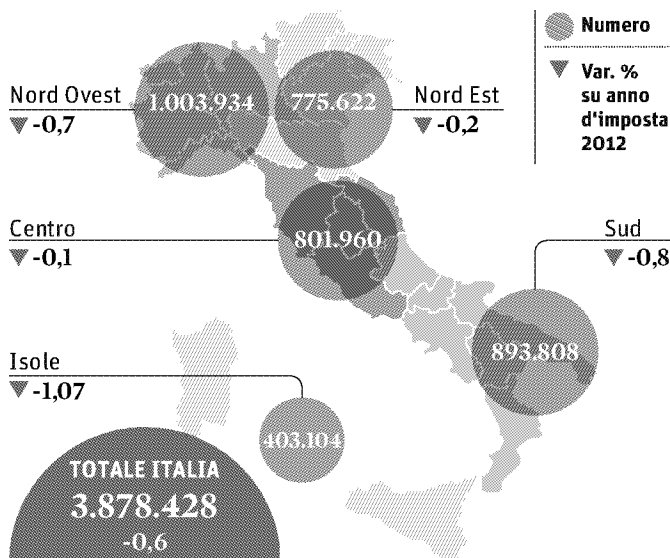 Numero
Var. %
su anno
d'imposta
2012
Nord Ovest
-0,7
1.003.934
775.622
Nord Est
-0,2
Centro
-0,1
801.960
Sud
-0,8
893.808
Isole
-1,07
403.104
TOTALE ITALIA
3.878.428
-0,6